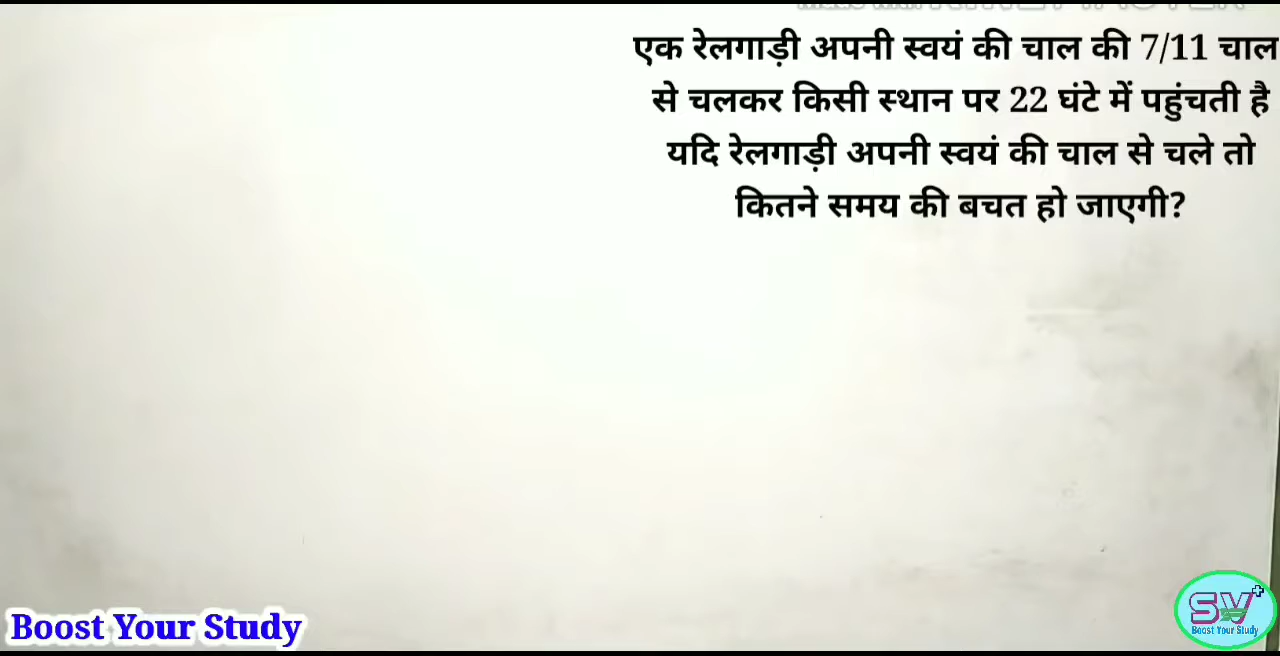 एक रेलगाड़ी अपनी स्वयं की चाल की 7/11 चाल
से चलकर किसी स्थान पर 22 घंटे में पहुंचती है
यदि रेलगाड़ी अपनी स्वयं की चाल से चले तो
कितने समय की बचत हो जाएगी?
Boost Your Study
SV+
Boost Your Study